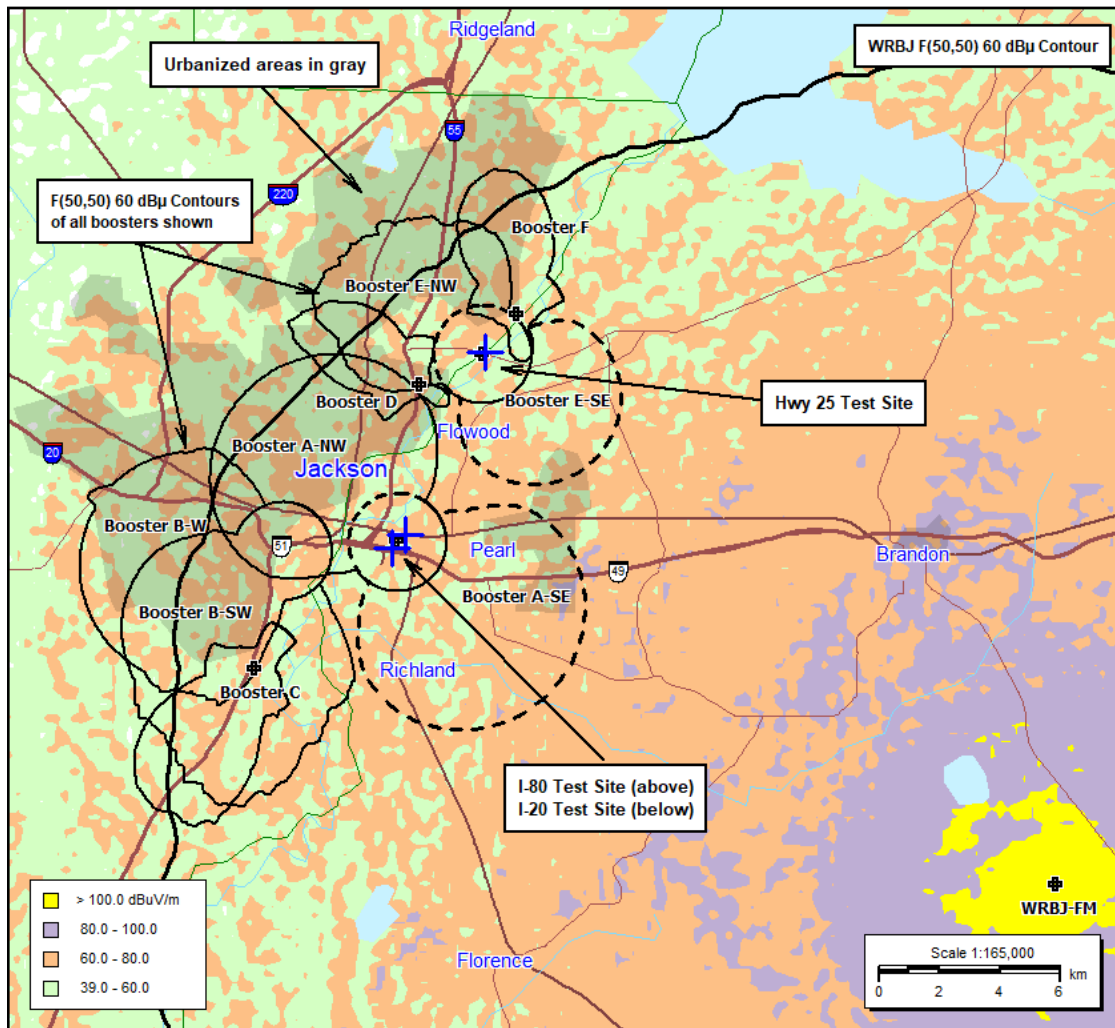 Ridgeland
Urbanized areas in gray
WRBJ F(50,50) 60 dBµ Contour
55
220
F(50,50) 60 dBµ Contours
of all boosters shown
Booster F
Booster E-NW
Booster D
Booster E-SE
Hwy 25 Test Site
Flowood
Booster A-NW
20
Jackson
Booster B-W
51
Pearl
49
Brandon
Booster A-SE
Booster B-SW
Richland
Booster C
I-80 Test Site (above)
I-20 Test Site (below)
> 100.0 dBuV/m
80.0 - 100.0
60.0 - 80.0
39.0 - 60.0
WRBJ-FM
Florence
Scale 1:165,000
km
0 2 4 6